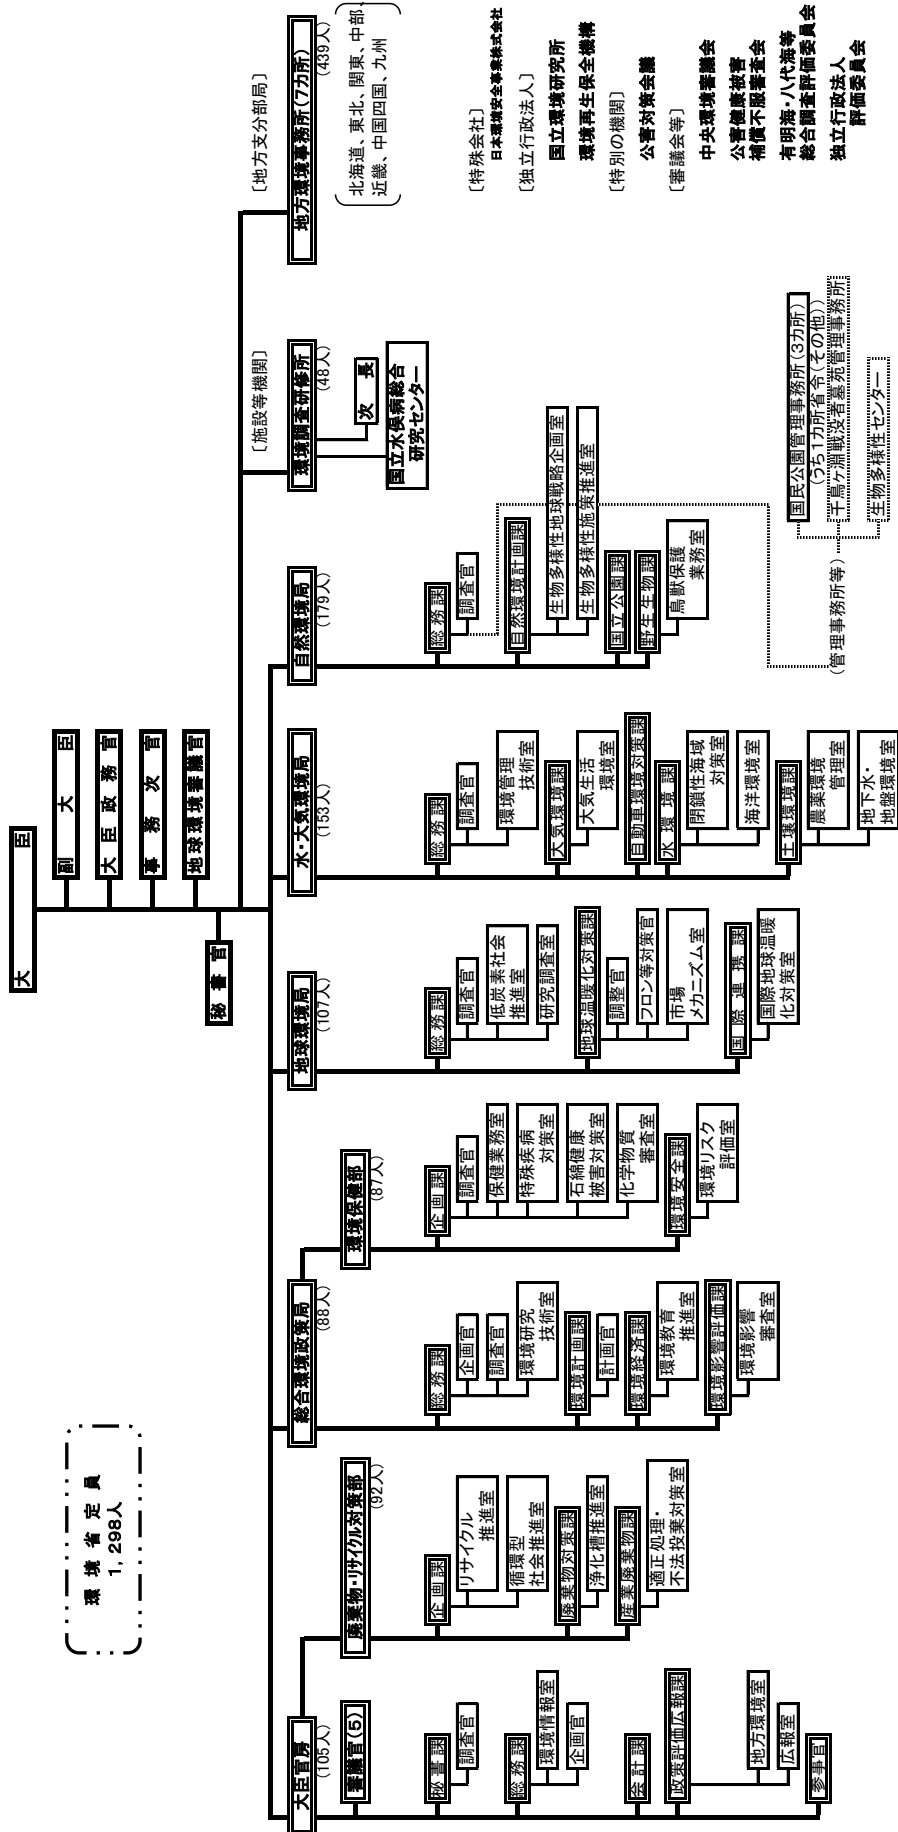 大臣
副大臣
大臣政務官
事務次官
地球環境審議官
秘書官
環境省定員
1,298人
大臣官房
(105人)
審議官(5)
秘書課
調査官
総務課
環境情報室
企画官
会計課
政策評価広報課
地方環境室
広報室
参事官
廃棄物・リサイクル対策部
(92人)
企画課
リサイクル
推進室
循環型
社会推進室
廃棄物対策課
浄化槽推進室
産業廃棄物課
適正処理・
不法投棄対策室
総合環境政策局
(88人)
総務課
企画官
調査官
環境研究
技術室
環境計画課
計画官
環境経済課
環境教育
推進室
環境影響評価課
環境影響
審査室
環境保健部
(87人)
企画課
調査官
保健業務室
特殊疾病
対策室
石綿健康
被害対策室
化学物質
審査室
環境安全課
環境リスク
評価室
地球環境局
(107人)
総務課
調査官
低炭素社会
推進室
研究調査室
地球温暖化対策課
調整官
フロン等対策官
市場
メカニズム室
国際連携課
国際地球温暖
化対策室
水・大気環境局
(153人)
総務課
調査官
環境管理
技術室
大気環境課
大気生活
環境室
自動車環境対策課
水環境課
閉鎖性海域
対策室
海洋環境室
土壌環境課
農薬環境
管理室
地下水・
地盤環境室
自然環境局
(179人)
総務課
調査官
自然環境計画課
生物多様性地球戦略企画室
生物多様性施策推進室
国立公園課
野生生物課
鳥獣保護
業務室
(管理事務所等)
国民公園管理事務所(3カ所)
(うち1カ所省令(その他))
千鳥ヶ淵戦没者墓苑管理事務所
生物多様性センター
[施設等機関]
環境調査研修所
(48人)
次長
国立水俣病総合
研究センター
[地方支分部局]
地方環境事務所(7カ所)
(439人)
北海道、東北、関東、中部、
近畿、中国四国、九州
[特殊会社]
日本環境安全事業株式会社
[独立行政法人]
国立環境研究所
環境再生保全機構
[特別の機関]
公害対策会議
[審議会等]
中央環境審議会
公害健康被害
補償不服審査会
有明海・八代海等
総合調査評価委員会
独立行政法人
評価委員会